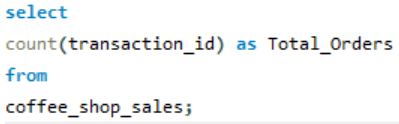 select
count(transaction_id) as Total_Orders
from
coffee_shop_sales;